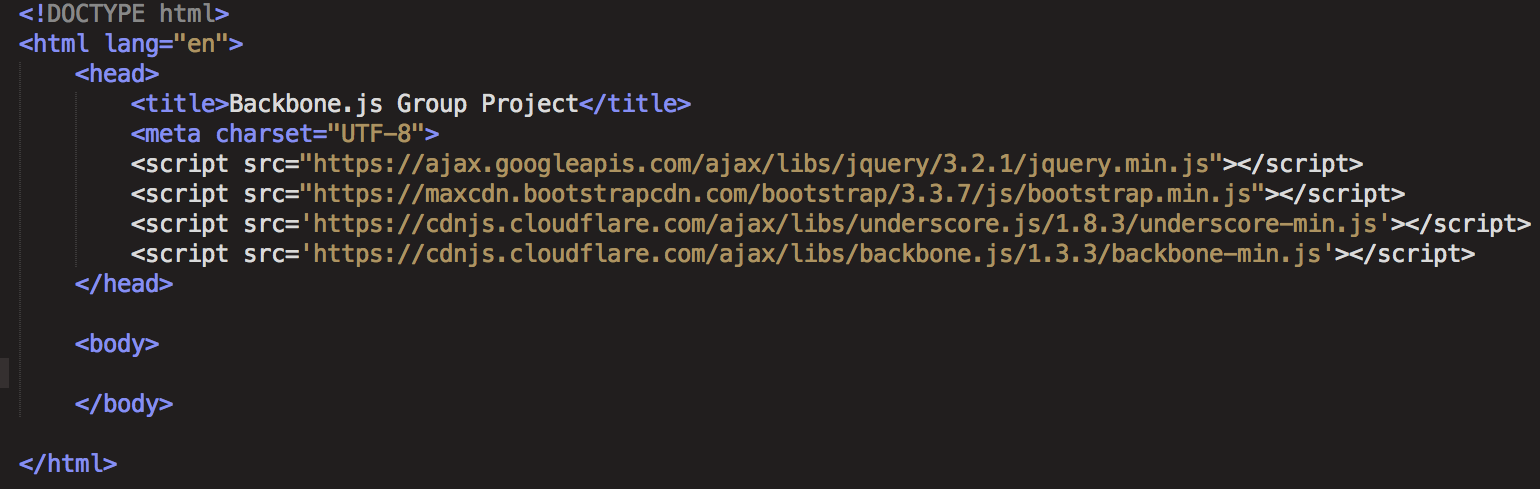 <!DOCTYPE html>
<html lang="en">
<head>
<title>Backbone.js Group Project</title>
<meta charset="UTF-8">
<script src="https://ajax.googleapis.com/ajax/libs/jquery/3.2.1/jquery.min.js"></script>
<script src="https://maxcdn.bootstrapcdn.com/bootstrap/3.3.7/js/bootstrap.min.js"></script>
<script src='https://cdnjs.cloudflare.com/ajax/libs/underscore.js/1.8.3/underscore-min.js'></script>
<script src='https://cdnjs.cloudflare.com/ajax/libs/backbone.js/1.3.3/backbone-min.js'></script>
</head>
<body>
</body>
</html>